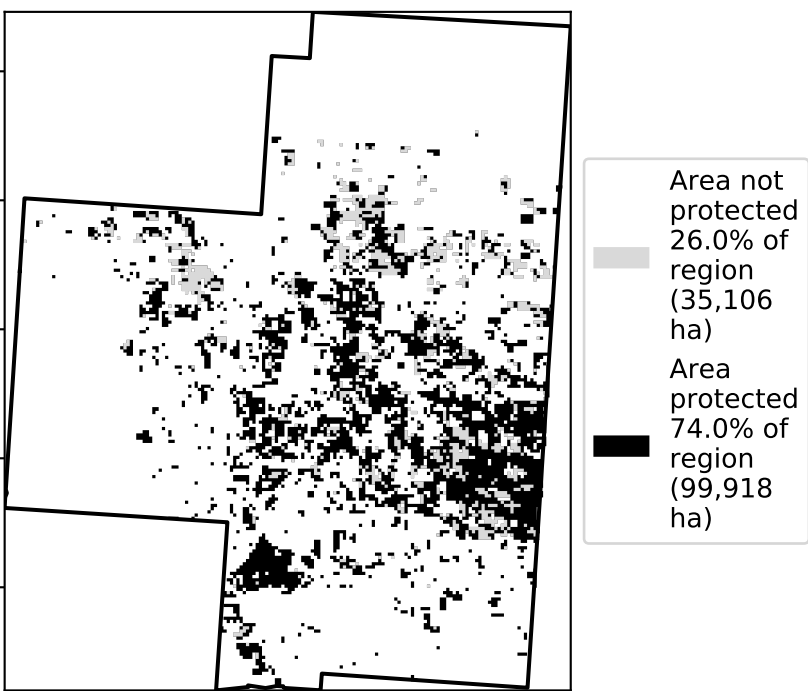 Area not
protected
26.0% of
region
(35,106
ha)
Area
protected
74.0% of
region
(99,918
ha)